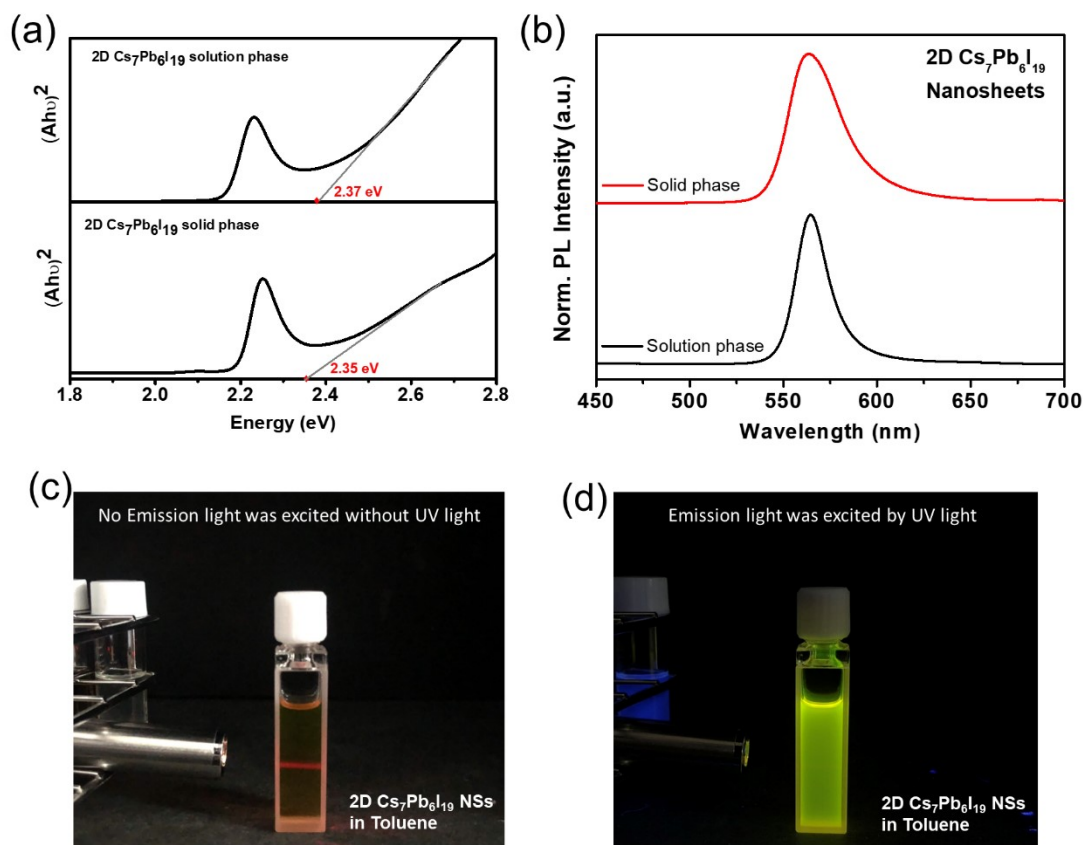 (a)
2D Cs₇Pb₆I₁₉ solution phase
(Ahυ)²
2.37 eV
2D Cs₇Pb₆I₁₉ solid phase
(Ahυ)²
2.35 eV
1.8 2.0 2.2 2.4 2.6 2.8
Energy (eV)
(b)
2D Cs₇Pb₆I₁₉
Nanosheets
Norm. PL Intensity (a.u.)
Solid phase
Solution phase
450 500 550 600 650 700
Wavelength (nm)
(c)
No Emission light was excited without UV light
2D Cs₇Pb₆I₁₉ NSs
in Toluene
(d)
Emission light was excited by UV light
2D Cs₇Pb₆I₁₉ NSs
in Toluene